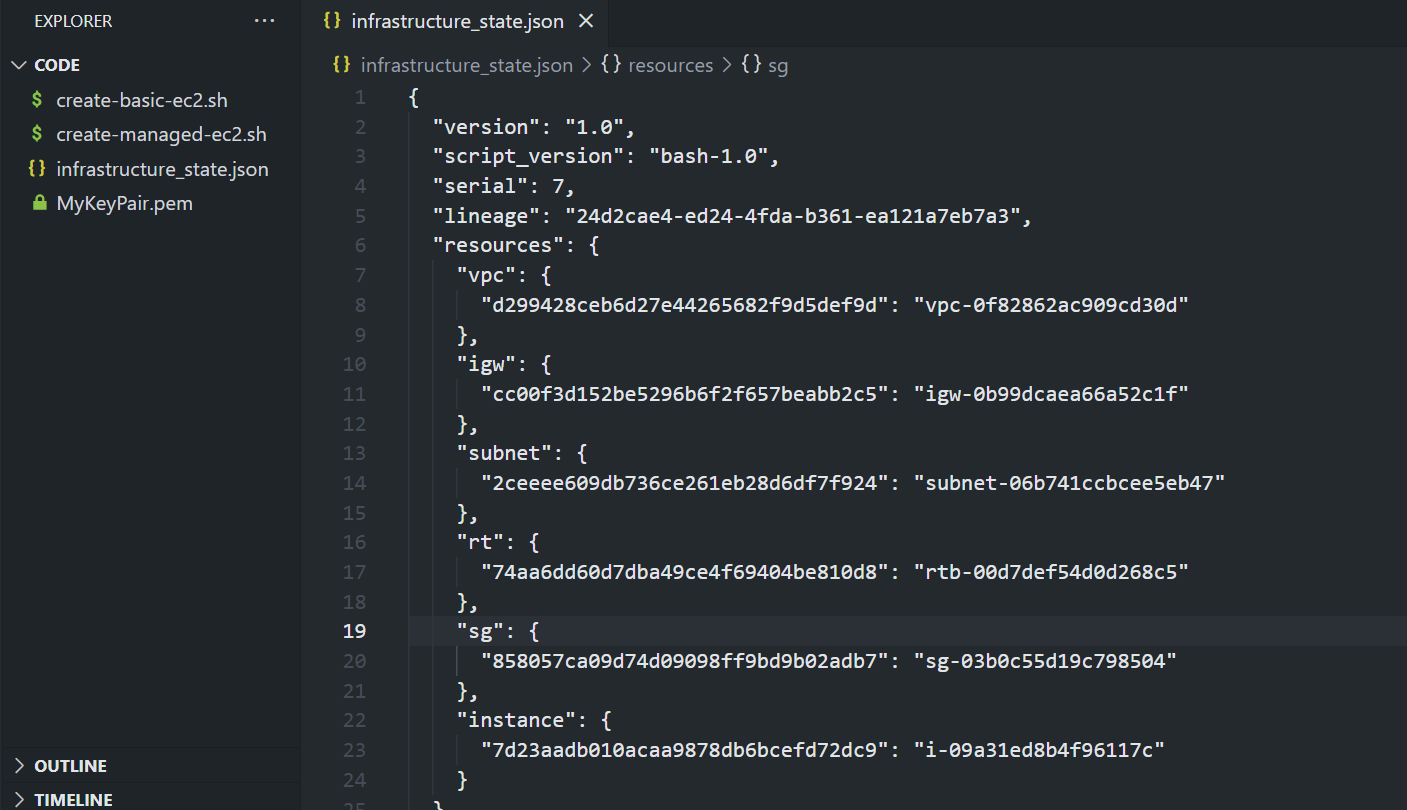 EXPLORER ...
CODE
$ create-basic-ec2.sh
$ create-managed-ec2.sh
{} infrastructure_state.json
MyKeyPair.pem
OUTLINE
TIMELINE
{} infrastructure_state.json ×
{} infrastructure_state.json > {} resources > {} sg
1 {
2 "version": "1.0",
3 "script_version": "bash-1.0",
4 "serial": 7,
5 "lineage": "24d2cae4-ed24-4fda-b361-ea121a7eb7a3",
6 "resources": {
7 "vpc": {
8 "d299428ceb6d27e44265682f9d5def9d": "vpc-0f82862ac909cd30d"
9 },
10 "igw": {
11 "cc00f3d152be5296b6f2f657beabb2c5": "igw-0b99dcaea66a52c1f"
12 },
13 "subnet": {
14 "2ceeee609db736ce261eb28d6df7f924": "subnet-06b741ccbcee5eb47"
15 },
16 "rt": {
17 "74aa6dd60d7dba49ce4f69404be810d8": "rtb-00d7def54d0d268c5"
18 },
19 "sg": {
20 "858057ca09d74d09098ff9bd9b02adb7": "sg-03b0c55d19c798504"
21 },
22 "instance": {
23 "7d23aadb010acaa9878db6bcefd72dc9": "i-09a31ed8b4f96117c"
24 }
25 }